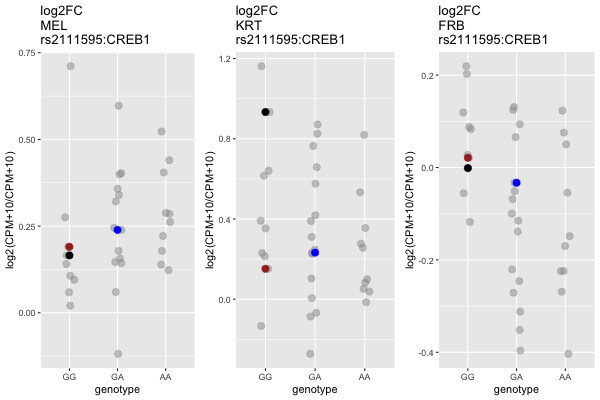 log2FC
MEL
rs2111595:CREB1
log2(CPM+10/CPM+10)
0.75
0.50
0.25
0.00
GG
GA
AA
genotype
log2FC
KRT
rs2111595:CREB1
log2(CPM+10/CPM+10)
1.2
0.8
0.4
0.0
GG
GA
AA
genotype
log2FC
FRB
rs2111595:CREB1
log2(CPM+10/CPM+10)
0.2
0.0
-0.2
-0.4
GG
GA
AA
genotype